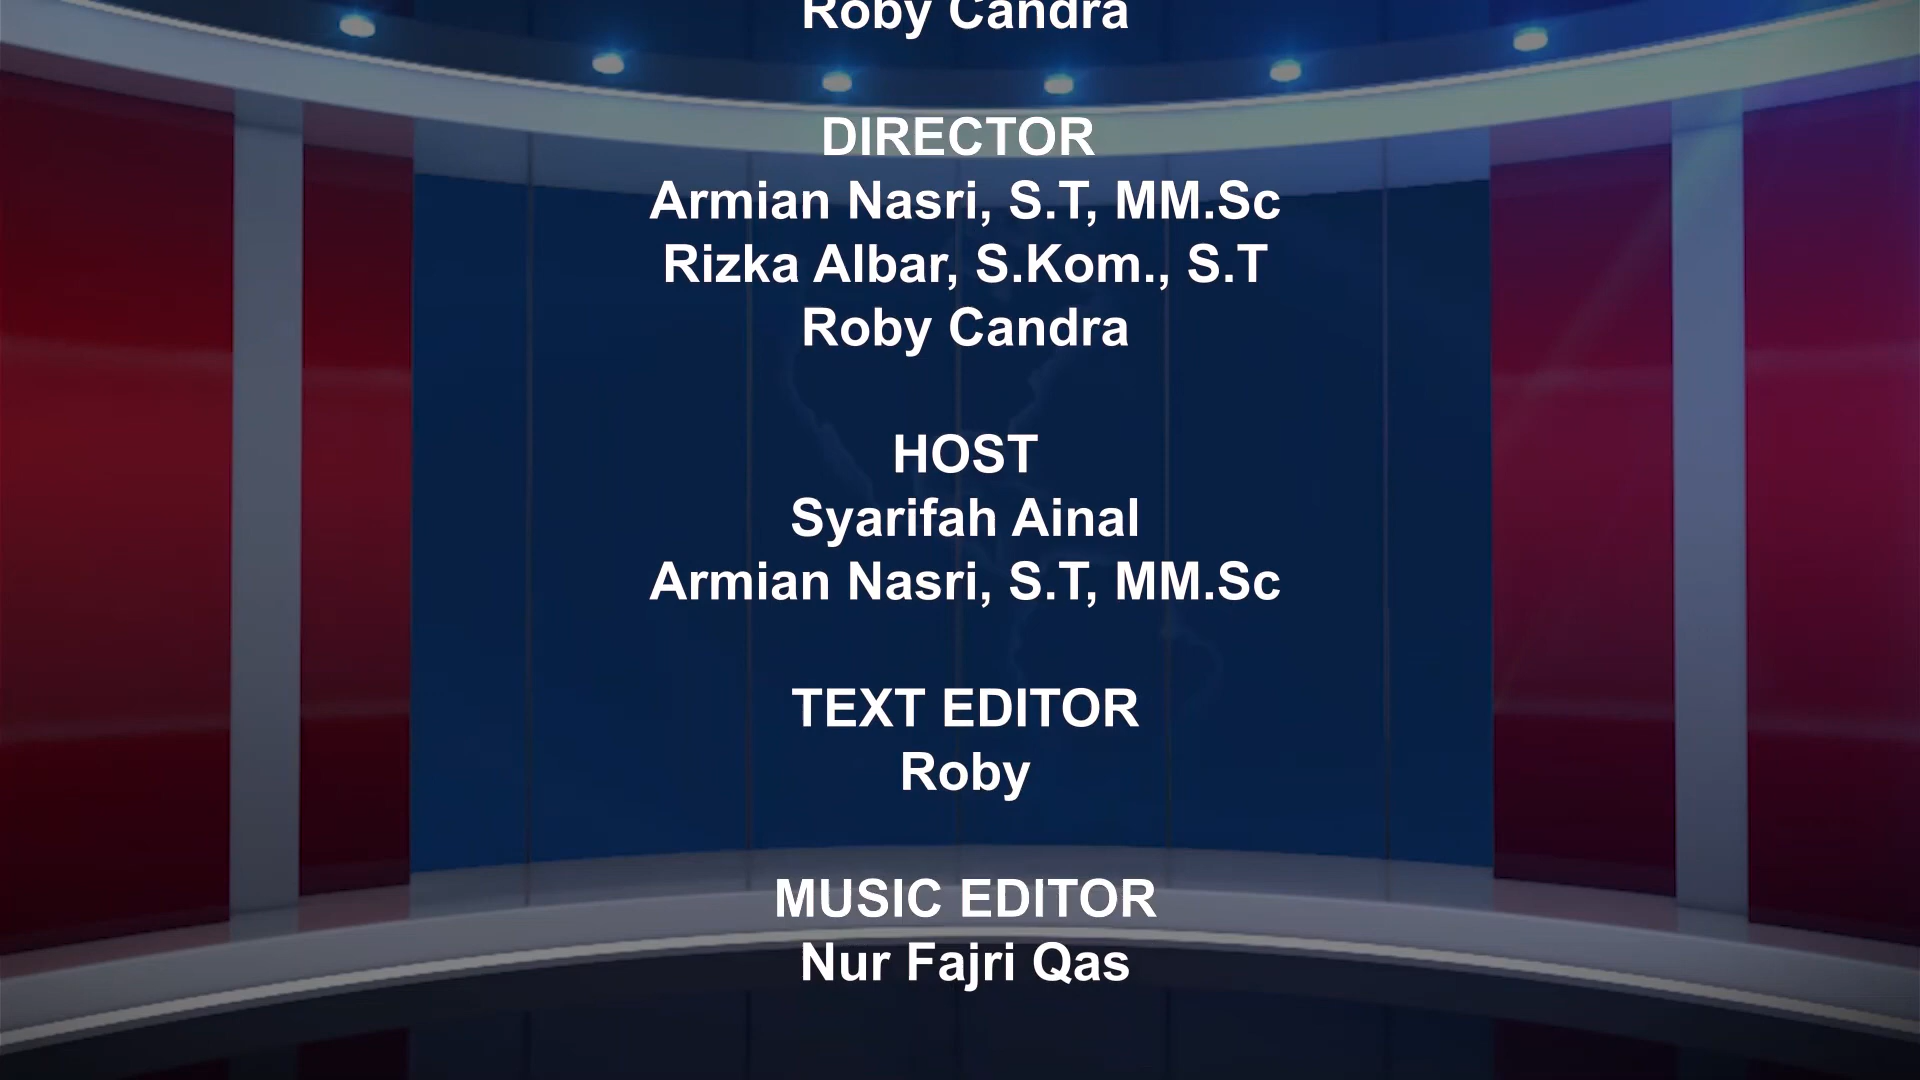 Roby Candra
DIRECTOR
Armian Nasri, S.T, MM.Sc
Rizka Albar, S.Kom., S.T
Roby Candra
HOST
Syarifah Ainal
Armian Nasri, S.T, MM.Sc
TEXT EDITOR
Roby
MUSIC EDITOR
Nur Fajri Qas